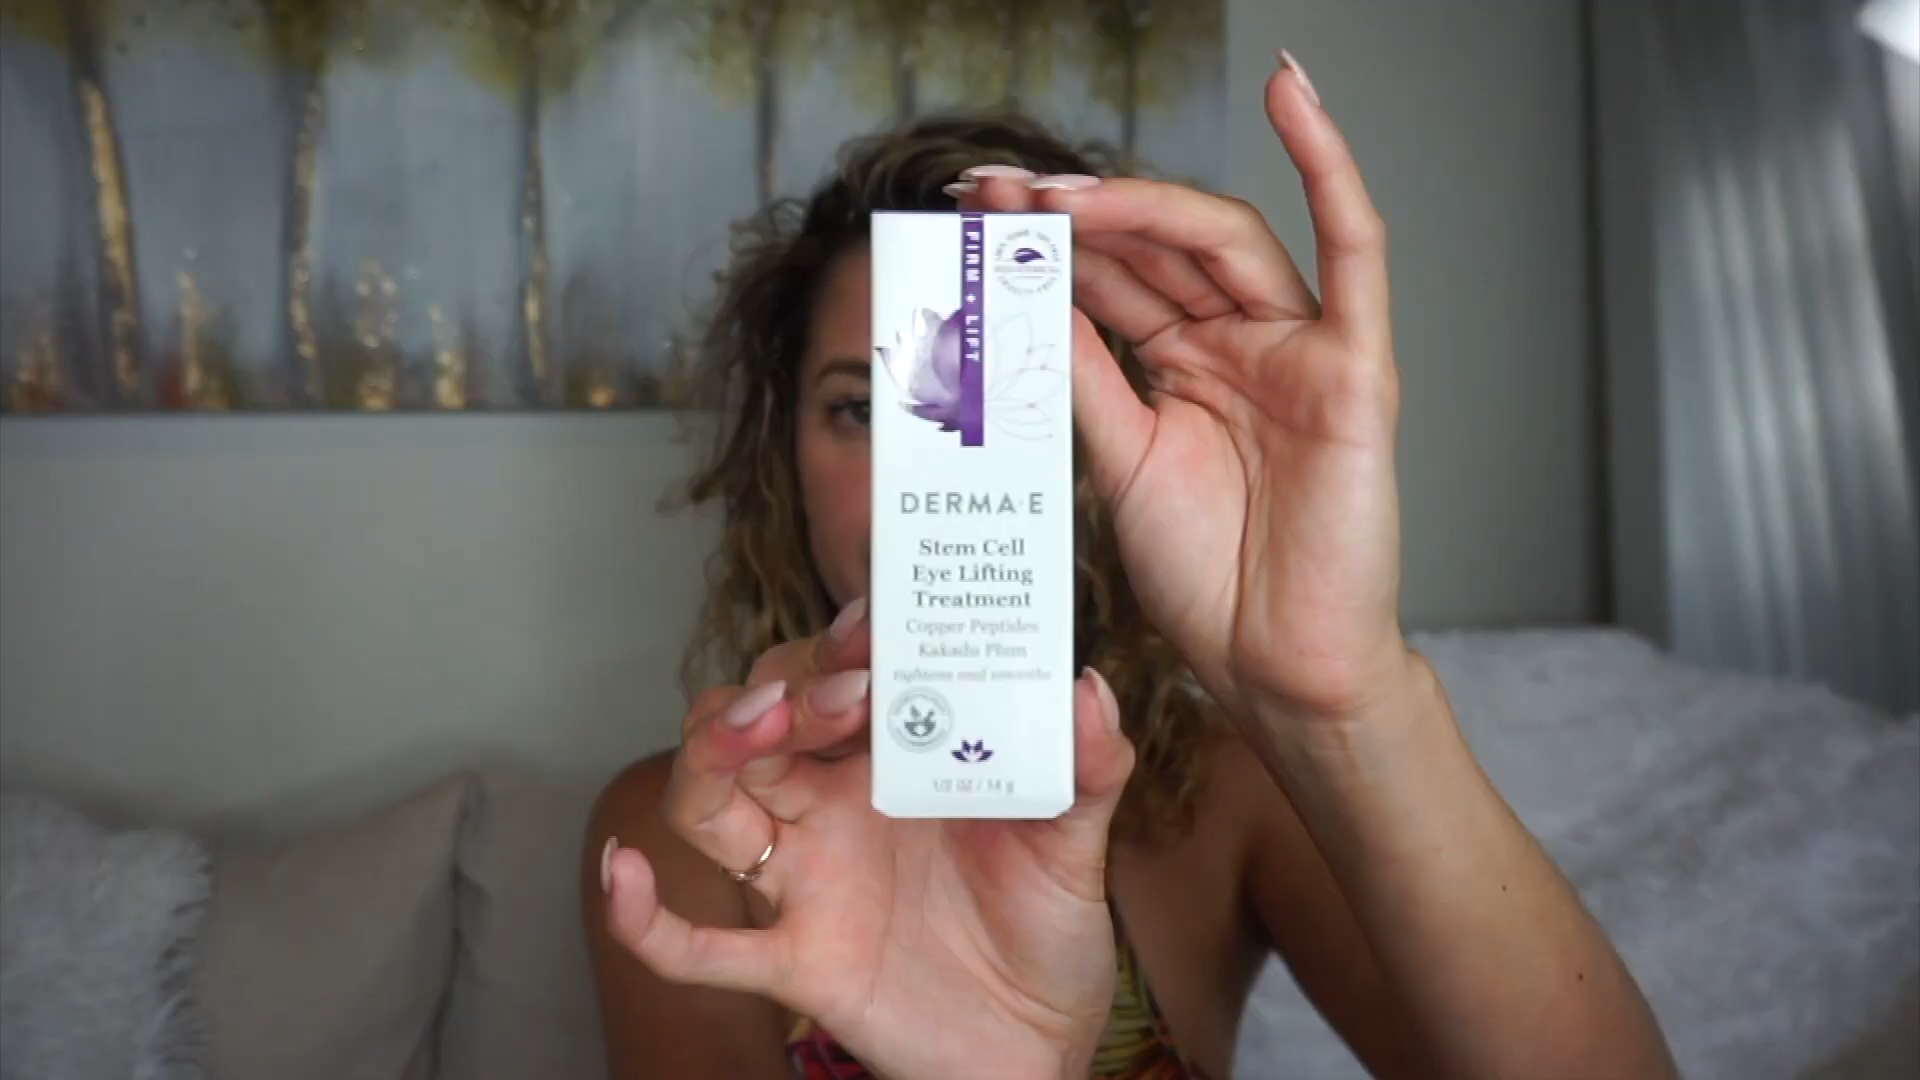 FIRM + LIFT
DERMA·E
Stem Cell
Eye Lifting
Treatment
Copper Peptides
Kakadu Plum
tightens and smooths
1/2 OZ / 14 g